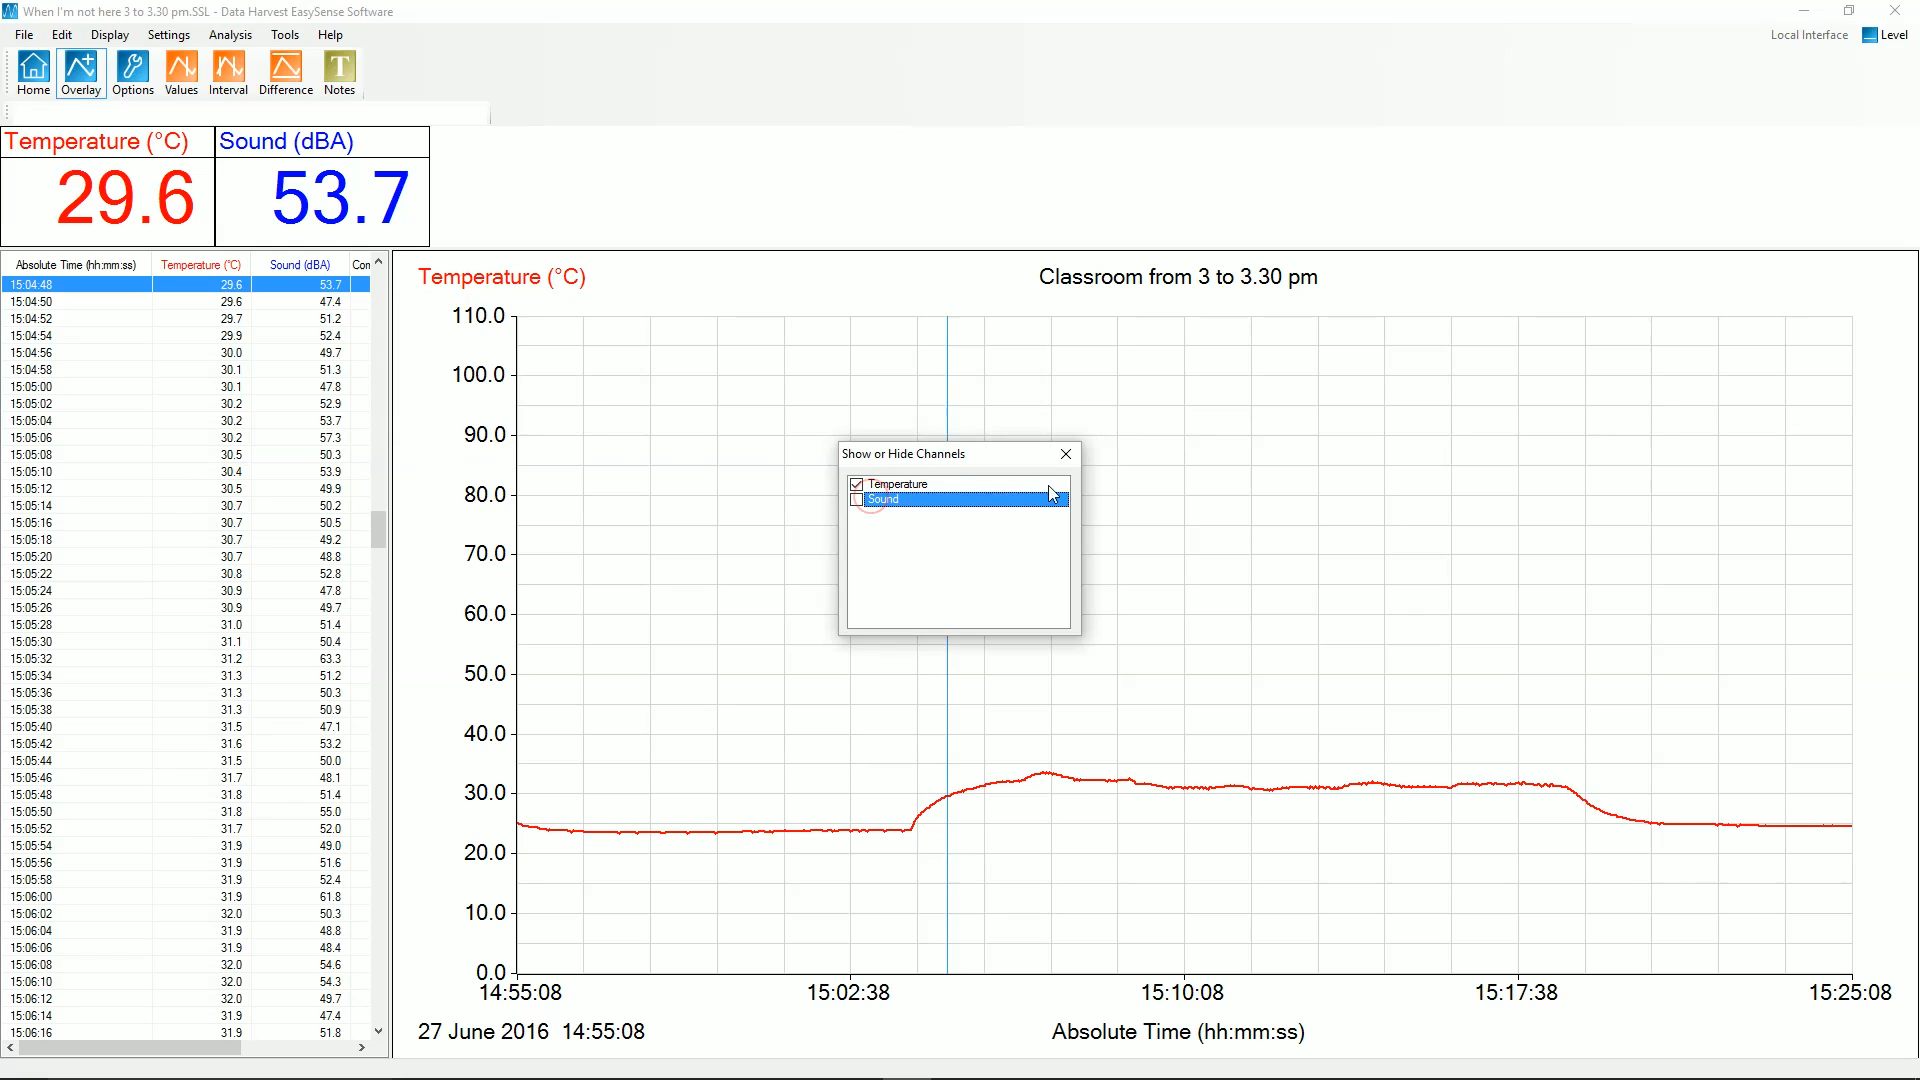 When I'm not here 3 to 3.30 pm.SSL - Data Harvest EasySense Software
File Edit Display Settings Analysis Tools Help
Local Interface Level
Home Overlay Options Values Interval Difference Notes
Temperature (°C) Sound (dBA)
29.6 53.7
Absolute Time (hh:mm:ss) Temperature (°C) Sound (dBA) Con
15:04:48 29.6 53.7
15:04:50 29.6 47.4
15:04:52 29.7 51.2
15:04:54 29.9 52.4
15:04:56 30.0 49.7
15:04:58 30.1 51.3
15:05:00 30.1 47.8
15:05:02 30.2 52.9
15:05:04 30.2 53.7
15:05:06 30.2 57.3
15:05:08 30.5 50.3
15:05:10 30.4 53.9
15:05:12 30.5 49.9
15:05:14 30.7 50.2
15:05:16 30.7 50.5
15:05:18 30.7 49.2
15:05:20 30.7 48.8
15:05:22 30.8 52.8
15:05:24 30.9 47.8
15:05:26 30.9 49.7
15:05:28 31.0 51.4
15:05:30 31.1 50.4
15:05:32 31.2 63.3
15:05:34 31.3 51.2
15:05:36 31.3 50.3
15:05:38 31.3 50.9
15:05:40 31.5 47.1
15:05:42 31.6 53.2
15:05:44 31.5 50.0
15:05:46 31.7 48.1
15:05:48 31.8 51.4
15:05:50 31.8 55.0
15:05:52 31.7 52.0
15:05:54 31.9 49.0
15:05:56 31.9 51.6
15:05:58 31.9 52.4
15:06:00 31.9 61.8
15:06:02 32.0 50.3
15:06:04 31.9 48.8
15:06:06 31.9 48.4
15:06:08 32.0 54.6
15:06:10 32.0 54.3
15:06:12 32.0 49.7
15:06:14 31.9 47.4
15:06:16 31.9 51.8
Temperature (°C)
Classroom from 3 to 3.30 pm
110.0
100.0
90.0
80.0
70.0
60.0
50.0
40.0
30.0
20.0
10.0
0.0
Show or Hide Channels
Temperature
Sound
14:55:08 15:02:38 15:10:08 15:17:38 15:25:08
27 June 2016 14:55:08
Absolute Time (hh:mm:ss)